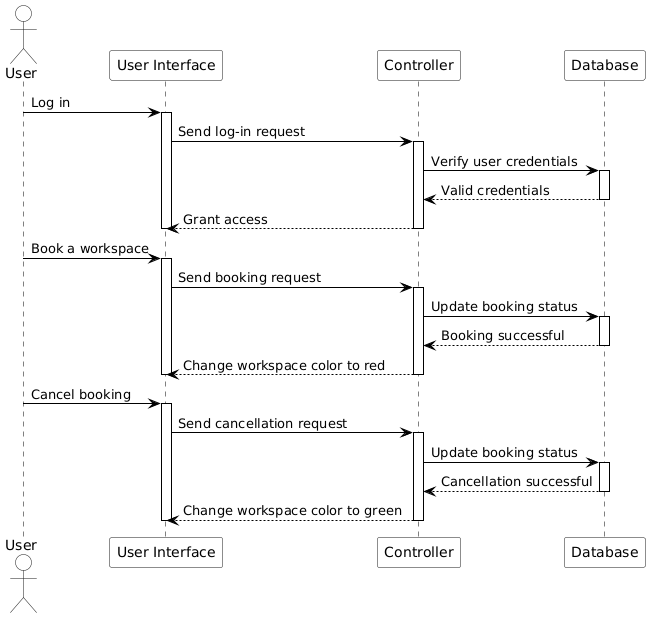 User
User Interface
Controller
Database
Log in
Send log-in request
Verify user credentials
Valid credentials
Grant access
Book a workspace
Send booking request
Update booking status
Booking successful
Change workspace color to red
Cancel booking
Send cancellation request
Update booking status
Cancellation successful
Change workspace color to green
User
User Interface
Controller
Database